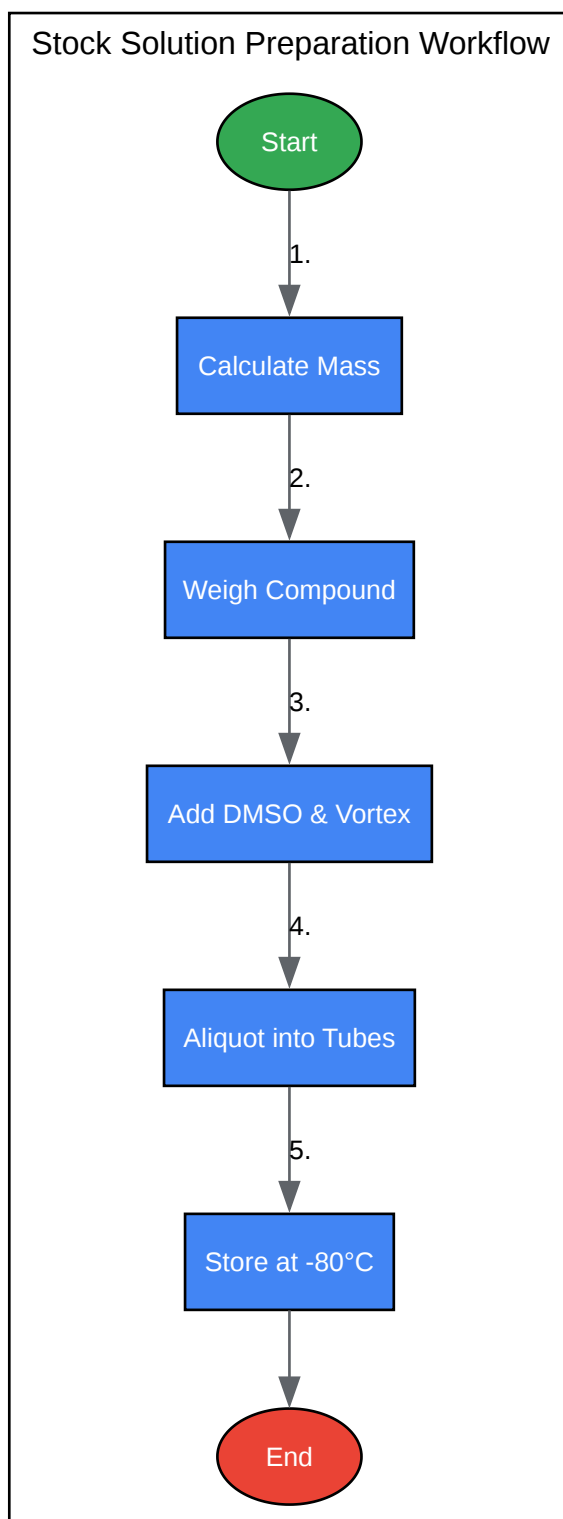 Stock Solution Preparation Workflow
Start
1.
Calculate Mass
2.
Weigh Compound
3.
Add DMSO & Vortex
4.
Aliquot into Tubes
5.
Store at -80°C
End